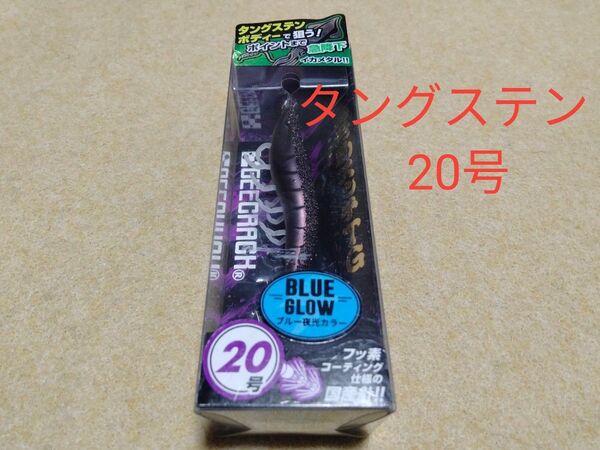 タングステン
ボディーで狙う!
ポイントまで急降下
イカメタル!!
タングステン
20号
BLUE
GLOW
ブルー夜光カラー
20
号
フッ素
コーティング
仕様の
国産針!!